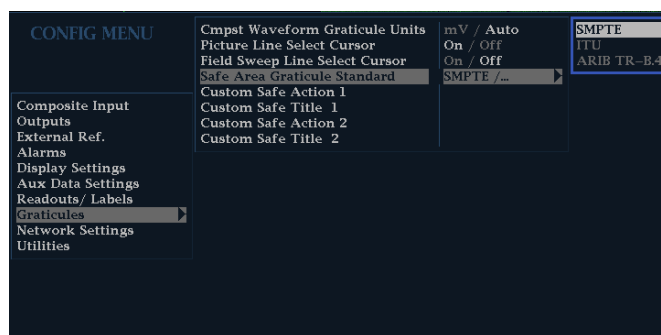 CONFIG MENU
Composite Input
Outputs
External Ref.
Alarms
Display Settings
Aux Data Settings
Readouts/ Labels
Graticules
Network Settings
Utilities
Cmpst Waveform Graticule Units mV / Auto
Picture Line Select Cursor On / Off
Field Sweep Line Select Cursor On / Off
Safe Area Graticule Standard SMPTE /...
Custom Safe Action 1
Custom Safe Title 1
Custom Safe Action 2
Custom Safe Title 2
SMPTE
ITU
ARIB TR-B.4